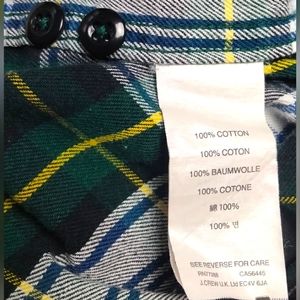 100% COTTON
100% COTON
100% BAUMWOLLE
100% COTONE
綿 100%
100% 면
SEE REVERSE FOR CARE
CA56445
J.CREW U.K. Ltd EC4V 6JA